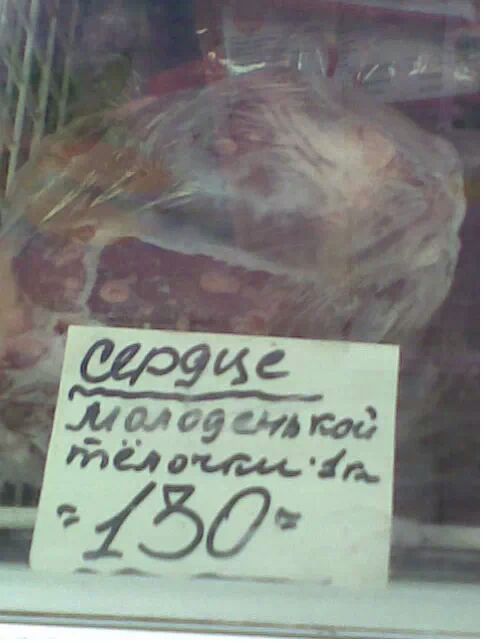 сердце
молоденькой
тёлочки·1кг
=130=